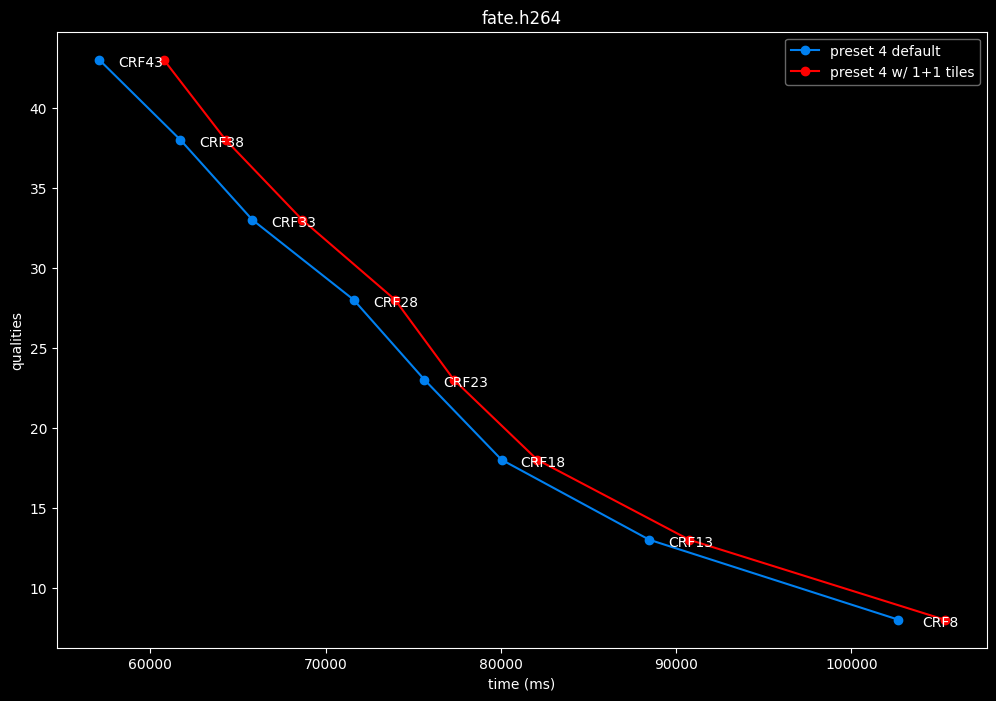 fate.h264
preset 4 default
preset 4 w/ 1+1 tiles
CRF43
CRF38
CRF33
CRF28
CRF23
CRF18
CRF13
CRF8
40
35
30
25
20
15
10
qualities
60000
70000
80000
90000
100000
time (ms)